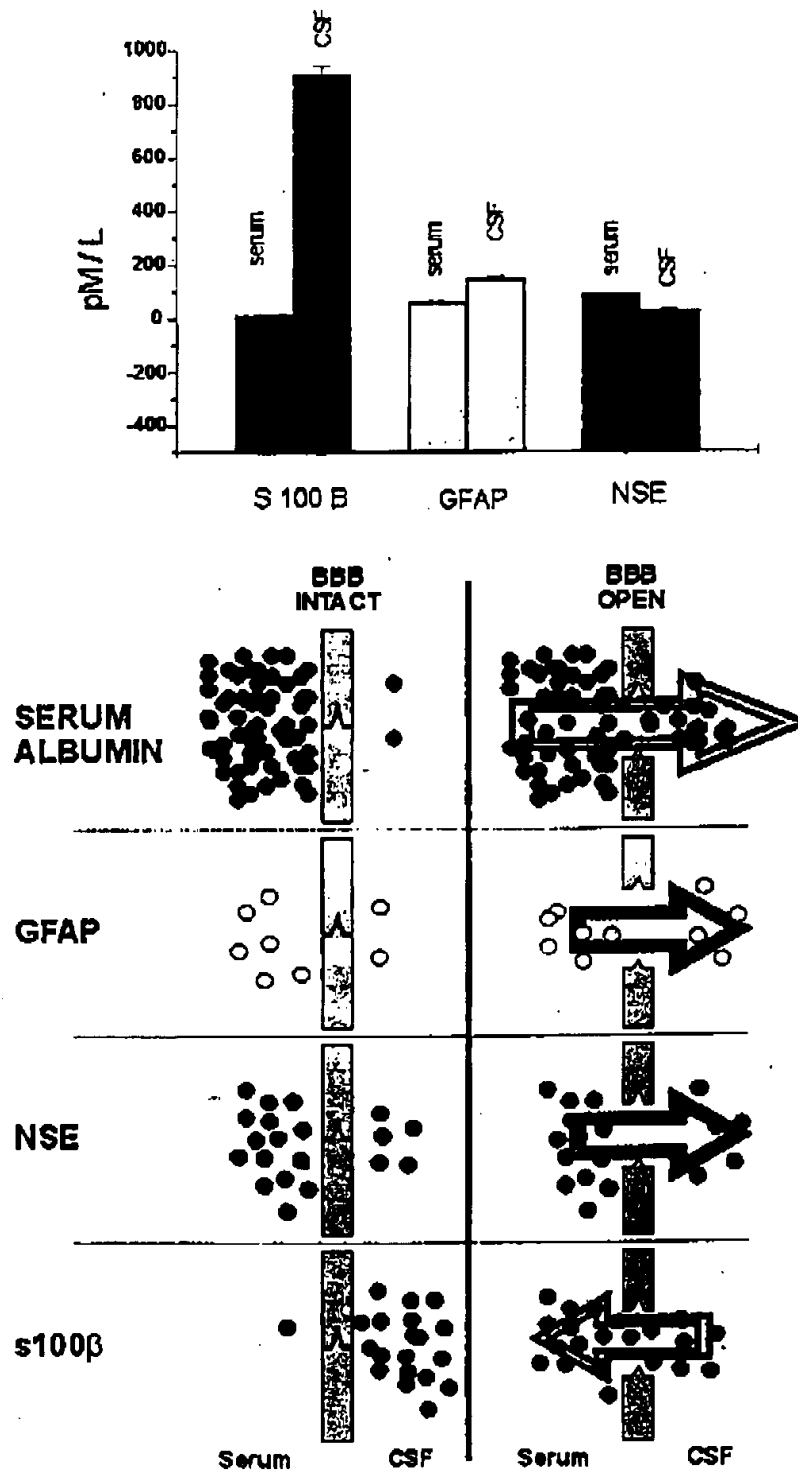 1000
800
600
400
200
0
-200
-400
pM/L
serum
CSF
serum
CSF
serum
CSF
S 100 B
GFAP
NSE
BBB
INTACT
BBB
OPEN
SERUM
ALBUMIN
GFAP
NSE
s100β
Serum
CSF
Serum
CSF